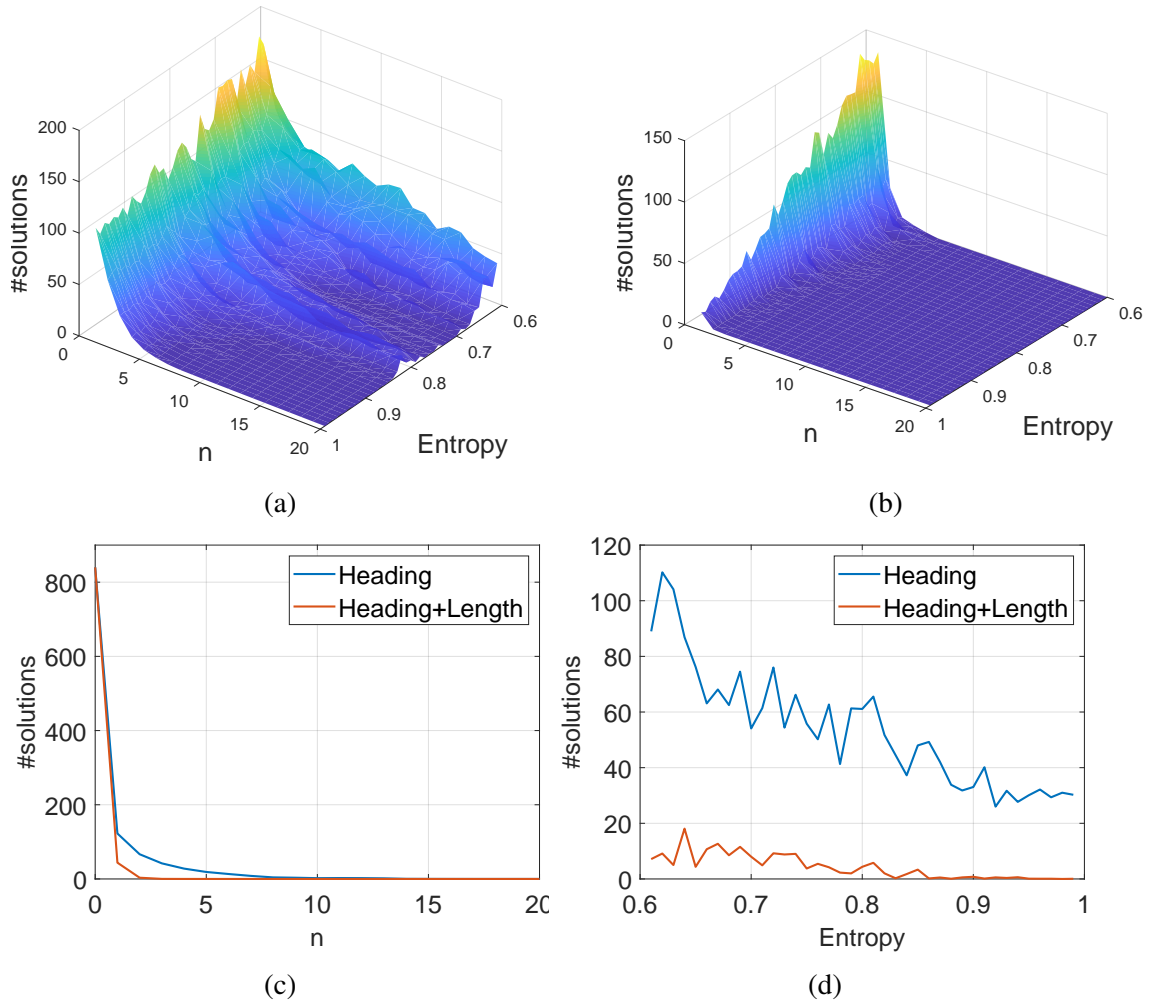 200
150
100
50
0
#solutions
0
5
10
15
20
n
1
0.9
0.8
0.7
0.6
Entropy
(a)
150
100
50
0
#solutions
0
5
10
15
20
n
1
0.9
0.8
0.7
0.6
Entropy
(b)
800
600
400
200
0
#solutions
Heading
Heading+Length
0 5 10 15 20
n
(c)
120
100
80
60
40
20
0
#solutions
Heading
Heading+Length
0.6 0.7 0.8 0.9 1
Entropy
(d)